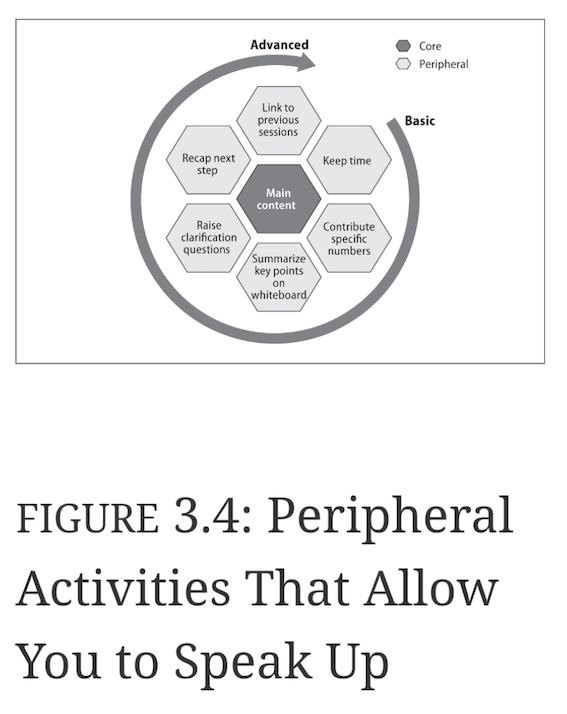 Advanced
Core
Peripheral
Basic
Link to
previous
sessions
Keep time
Contribute
specific
numbers
Summarize
key points
on
whiteboard
Raise
clarification
questions
Recap next
step
Main
content
FIGURE 3.4: Peripheral
Activities That Allow
You to Speak Up